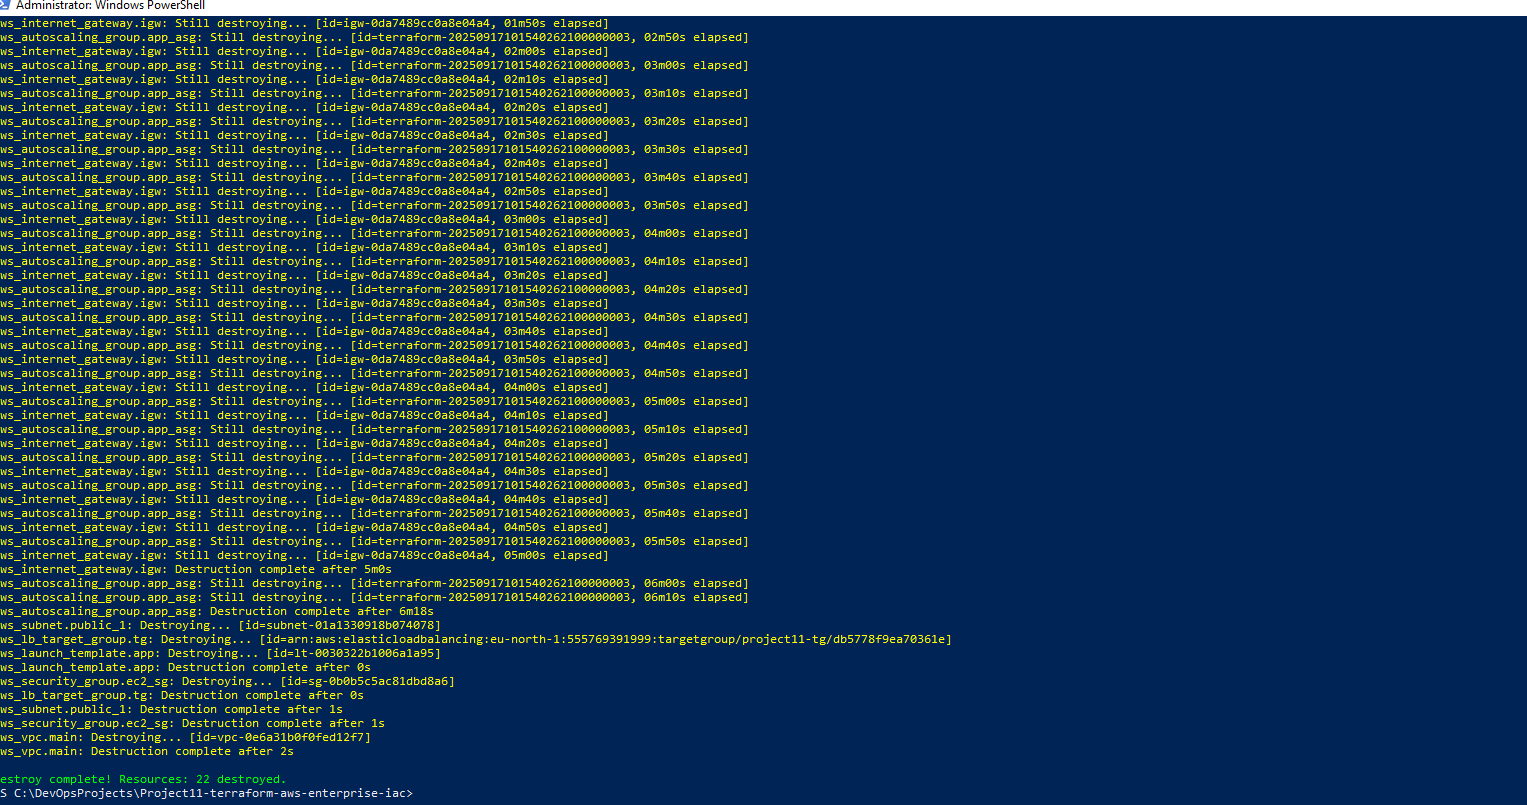 Administrator: Windows PowerShell
ws_internet_gateway.igw: Still destroying... [id=igw-0da7489cc0a8e04a4, 01m50s elapsed]
ws_autoscaling_group.app_asg: Still destroying... [id=terraform-20250917101540262100000003, 02m50s elapsed]
ws_internet_gateway.igw: Still destroying... [id=igw-0da7489cc0a8e04a4, 02m00s elapsed]
ws_autoscaling_group.app_asg: Still destroying... [id=terraform-20250917101540262100000003, 03m00s elapsed]
ws_internet_gateway.igw: Still destroying... [id=igw-0da7489cc0a8e04a4, 02m10s elapsed]
ws_autoscaling_group.app_asg: Still destroying... [id=terraform-20250917101540262100000003, 03m10s elapsed]
ws_internet_gateway.igw: Still destroying... [id=igw-0da7489cc0a8e04a4, 02m20s elapsed]
ws_autoscaling_group.app_asg: Still destroying... [id=terraform-20250917101540262100000003, 03m20s elapsed]
ws_internet_gateway.igw: Still destroying... [id=igw-0da7489cc0a8e04a4, 02m30s elapsed]
ws_autoscaling_group.app_asg: Still destroying... [id=terraform-20250917101540262100000003, 03m30s elapsed]
ws_internet_gateway.igw: Still destroying... [id=igw-0da7489cc0a8e04a4, 02m40s elapsed]
ws_autoscaling_group.app_asg: Still destroying... [id=terraform-20250917101540262100000003, 03m40s elapsed]
ws_internet_gateway.igw: Still destroying... [id=igw-0da7489cc0a8e04a4, 02m50s elapsed]
ws_autoscaling_group.app_asg: Still destroying... [id=terraform-20250917101540262100000003, 03m50s elapsed]
ws_internet_gateway.igw: Still destroying... [id=igw-0da7489cc0a8e04a4, 03m00s elapsed]
ws_autoscaling_group.app_asg: Still destroying... [id=terraform-20250917101540262100000003, 04m00s elapsed]
ws_internet_gateway.igw: Still destroying... [id=igw-0da7489cc0a8e04a4, 03m10s elapsed]
ws_autoscaling_group.app_asg: Still destroying... [id=terraform-20250917101540262100000003, 04m10s elapsed]
ws_internet_gateway.igw: Still destroying... [id=igw-0da7489cc0a8e04a4, 03m20s elapsed]
ws_autoscaling_group.app_asg: Still destroying... [id=terraform-20250917101540262100000003, 04m20s elapsed]
ws_internet_gateway.igw: Still destroying... [id=igw-0da7489cc0a8e04a4, 03m30s elapsed]
ws_autoscaling_group.app_asg: Still destroying... [id=terraform-20250917101540262100000003, 04m30s elapsed]
ws_internet_gateway.igw: Still destroying... [id=igw-0da7489cc0a8e04a4, 03m40s elapsed]
ws_autoscaling_group.app_asg: Still destroying... [id=terraform-20250917101540262100000003, 04m40s elapsed]
ws_internet_gateway.igw: Still destroying... [id=igw-0da7489cc0a8e04a4, 03m50s elapsed]
ws_autoscaling_group.app_asg: Still destroying... [id=terraform-20250917101540262100000003, 04m50s elapsed]
ws_internet_gateway.igw: Still destroying... [id=igw-0da7489cc0a8e04a4, 04m00s elapsed]
ws_autoscaling_group.app_asg: Still destroying... [id=terraform-20250917101540262100000003, 05m00s elapsed]
ws_internet_gateway.igw: Still destroying... [id=igw-0da7489cc0a8e04a4, 04m10s elapsed]
ws_autoscaling_group.app_asg: Still destroying... [id=terraform-20250917101540262100000003, 05m10s elapsed]
ws_internet_gateway.igw: Still destroying... [id=igw-0da7489cc0a8e04a4, 04m20s elapsed]
ws_autoscaling_group.app_asg: Still destroying... [id=terraform-20250917101540262100000003, 05m20s elapsed]
ws_internet_gateway.igw: Still destroying... [id=igw-0da7489cc0a8e04a4, 04m30s elapsed]
ws_autoscaling_group.app_asg: Still destroying... [id=terraform-20250917101540262100000003, 05m30s elapsed]
ws_internet_gateway.igw: Still destroying... [id=igw-0da7489cc0a8e04a4, 04m40s elapsed]
ws_autoscaling_group.app_asg: Still destroying... [id=terraform-20250917101540262100000003, 05m40s elapsed]
ws_internet_gateway.igw: Still destroying... [id=igw-0da7489cc0a8e04a4, 04m50s elapsed]
ws_autoscaling_group.app_asg: Still destroying... [id=terraform-20250917101540262100000003, 05m50s elapsed]
ws_internet_gateway.igw: Still destroying... [id=igw-0da7489cc0a8e04a4, 05m00s elapsed]
ws_internet_gateway.igw: Destruction complete after 5m0s
ws_autoscaling_group.app_asg: Still destroying... [id=terraform-20250917101540262100000003, 06m00s elapsed]
ws_autoscaling_group.app_asg: Still destroying... [id=terraform-20250917101540262100000003, 06m10s elapsed]
ws_autoscaling_group.app_asg: Destruction complete after 6m18s
ws_subnet.public_1: Destroying... [id=subnet-01a1330918b074078]
ws_lb_target_group.tg: Destroying... [id=arn:aws:elasticloadbalancing:eu-north-1:555769391999:targetgroup/project11-tg/db5778f9ea70361e]
ws_launch_template.app: Destroying... [id=lt-0030322b1006a1a95]
ws_launch_template.app: Destruction complete after 0s
ws_security_group.ec2_sg: Destroying... [id=sg-0b0b5c5ac81dbd8a6]
ws_lb_target_group.tg: Destruction complete after 0s
ws_subnet.public_1: Destruction complete after 1s
ws_security_group.ec2_sg: Destruction complete after 1s
ws_vpc.main: Destroying... [id=vpc-0e6a31b0f0fed12f7]
ws_vpc.main: Destruction complete after 2s
estroy complete! Resources: 22 destroyed.
S C:\DevOpsProjects\Project11-terraform-aws-enterprise-iac>